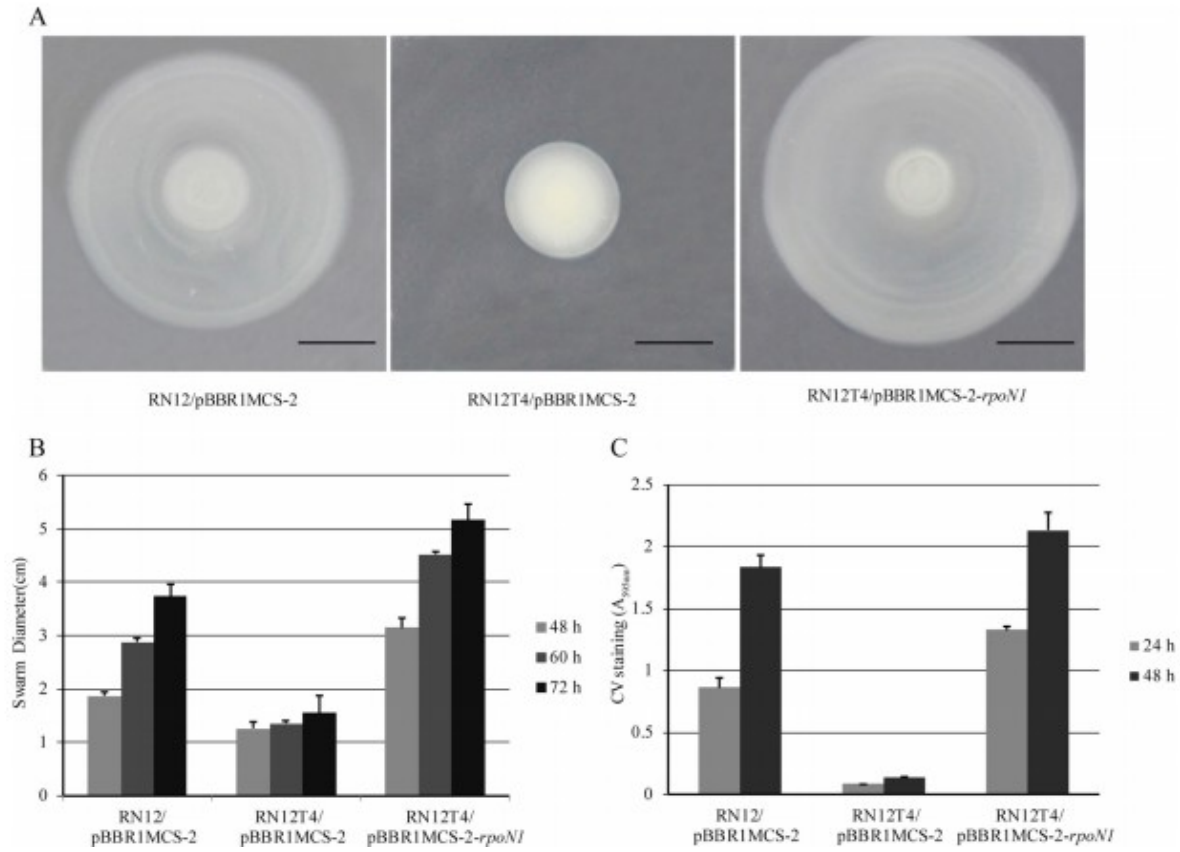 A
RN12/pBBR1MCS-2
RN12T4/pBBR1MCS-2
RN12T4/pBBR1MCS-2-rpoN1
B
6
5
4
3
2
1
0
Swarm Diameter(cm)
48 h
60 h
72 h
RN12/
pBBR1MCS-2
RN12T4/
pBBR1MCS-2
RN12T4/
pBBR1MCS-2-rpoN1
C
2.5
2
1.5
1
0.5
0
CV staining (A595nm)
24 h
48 h
RN12/
pBBR1MCS-2
RN12T4/
pBBR1MCS-2
RN12T4/
pBBR1MCS-2-rpoN1